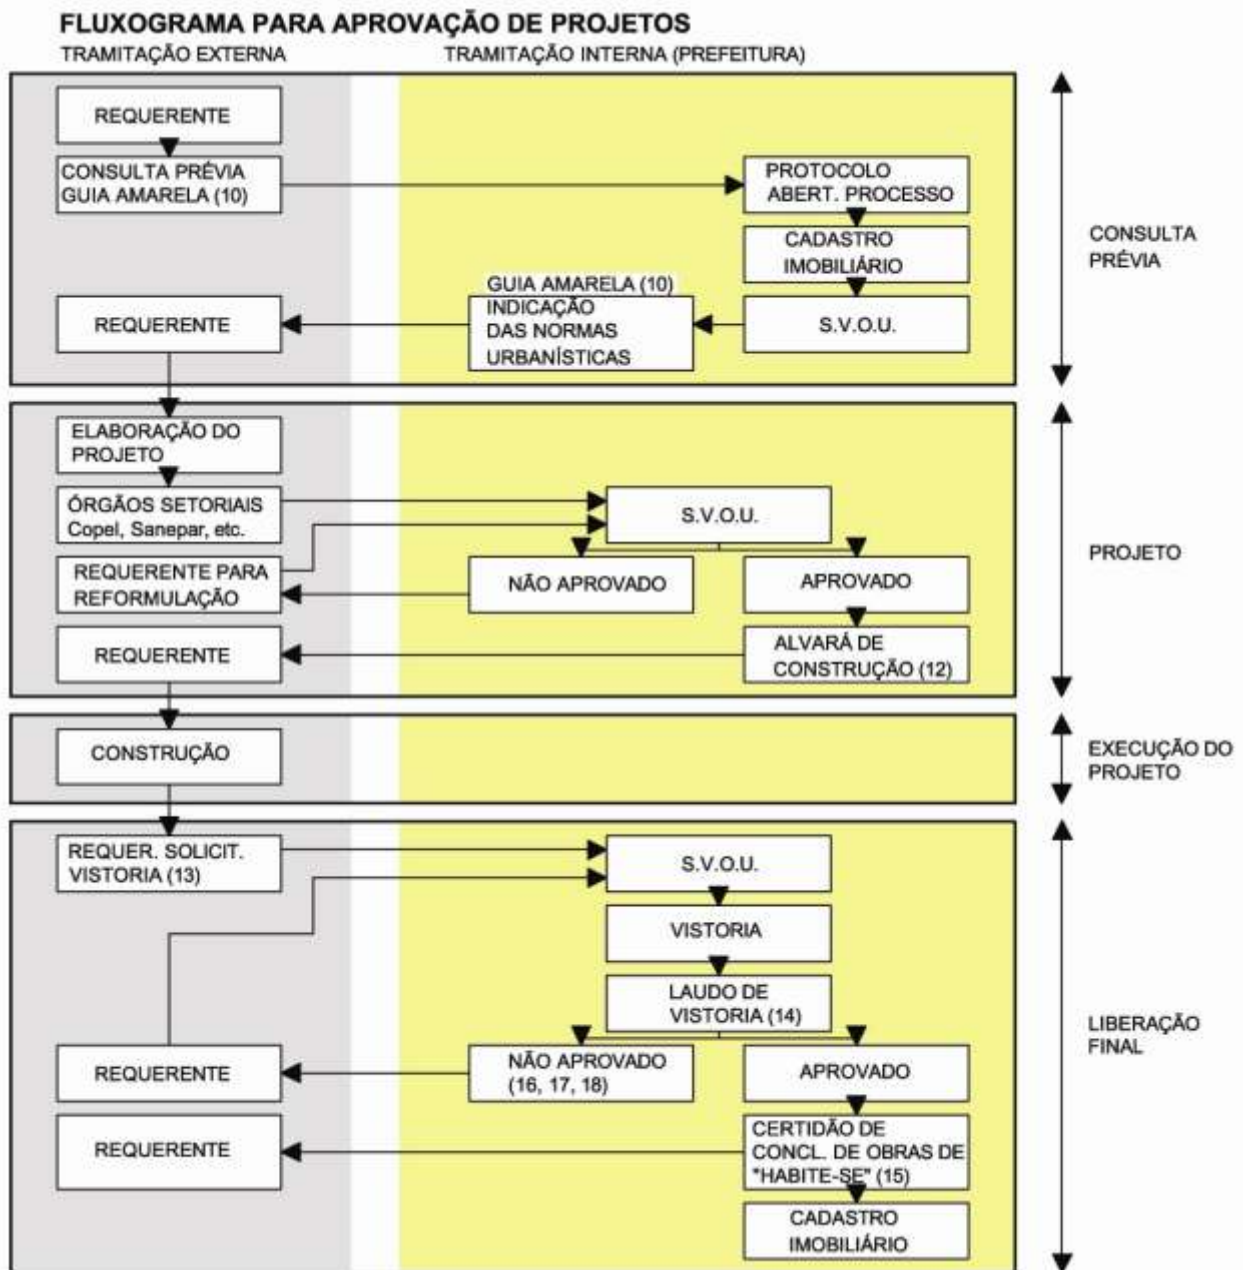 FLUXOGRAMA PARA APROVAÇÃO DE PROJETOS
TRAMITAÇÃO EXTERNA
TRAMITAÇÃO INTERNA (PREFEITURA)
REQUERENTE
CONSULTA PRÉVIA
GUIA AMARELA (10)
PROTOCOLO
ABERT. PROCESSO
CADASTRO
IMOBILIÁRIO
S.V.O.U.
GUIA AMARELA (10)
INDICAÇÃO
DAS NORMAS
URBANÍSTICAS
REQUERENTE
CONSULTA
PRÉVIA
ELABORAÇÃO DO
PROJETO
ÓRGÃOS SETORIAIS
Copel, Sanepar, etc.
S.V.O.U.
REQUERENTE PARA
REFORMULAÇÃO
NÃO APROVADO
APROVADO
REQUERENTE
ALVARÁ DE
CONSTRUÇÃO (12)
PROJETO
CONSTRUÇÃO
EXECUÇÃO DO
PROJETO
REQUER. SOLICIT.
VISTORIA (13)
S.V.O.U.
VISTORIA
LAUDO DE
VISTORIA (14)
REQUERENTE
NÃO APROVADO
(16, 17, 18)
APROVADO
REQUERENTE
CERTIDÃO DE
CONCL. DE OBRAS DE
"HABITE-SE" (15)
CADASTRO
IMOBILIÁRIO
LIBERAÇÃO
FINAL